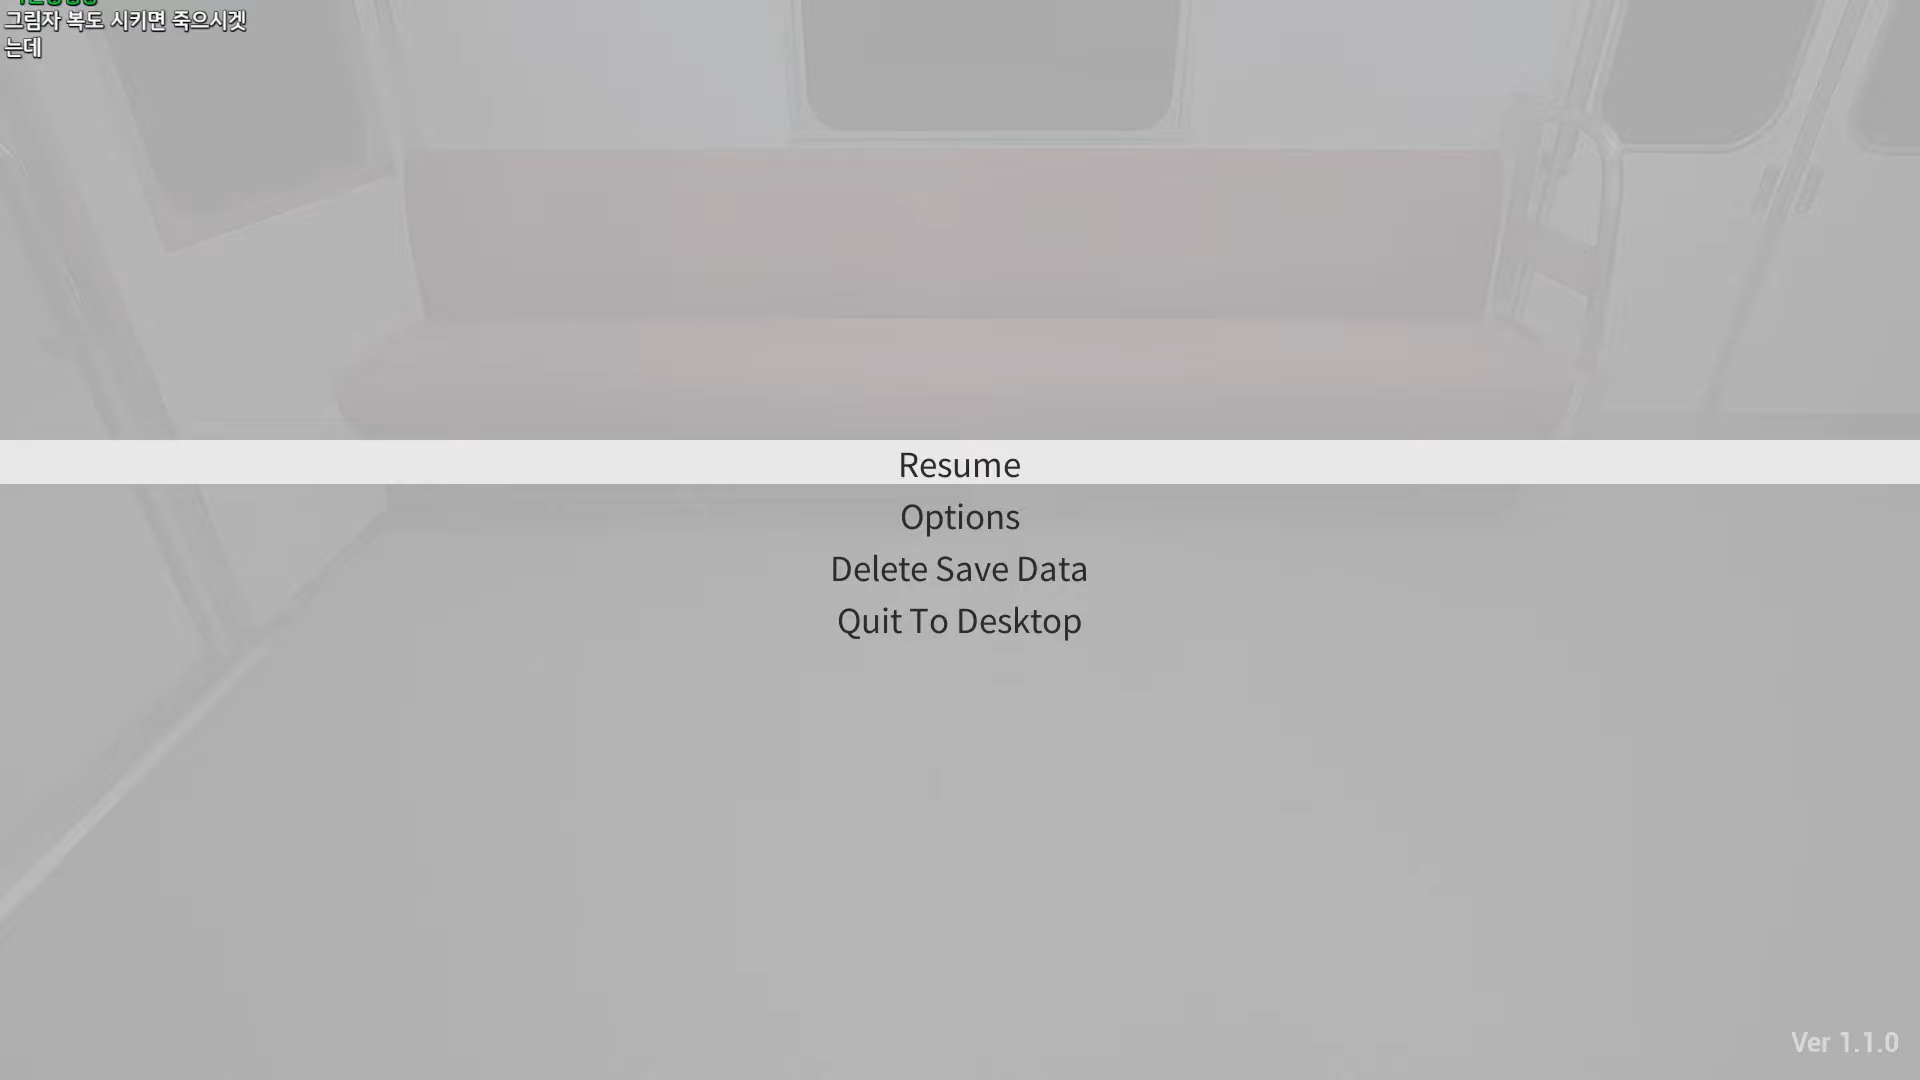 그림자 복도 시키면 죽으시겟
는데
Resume
Options
Delete Save Data
Quit To Desktop
Ver 1.1.0